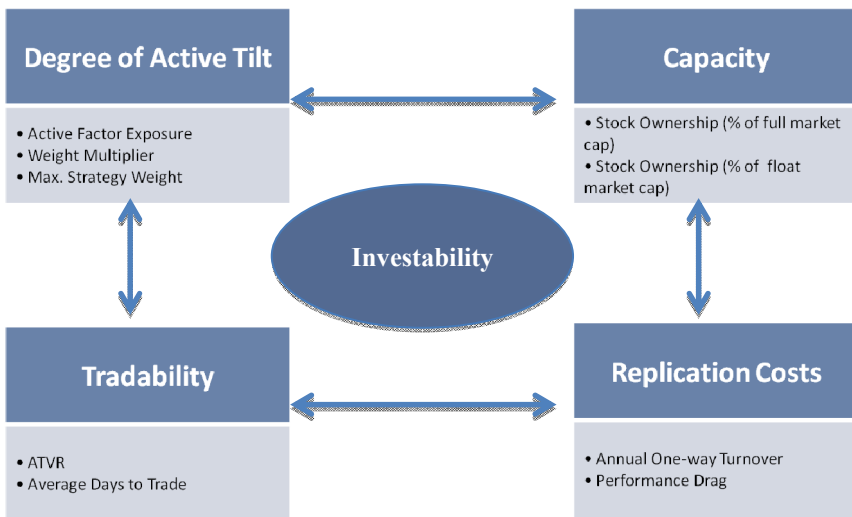 Degree of Active Tilt
• Active Factor Exposure
• Weight Multiplier
• Max. Strategy Weight
Capacity
• Stock Ownership (% of full market
cap)
• Stock Ownership (% of float
market cap)
Investability
Tradability
• ATVR
• Average Days to Trade
Replication Costs
• Annual One-way Turnover
• Performance Drag